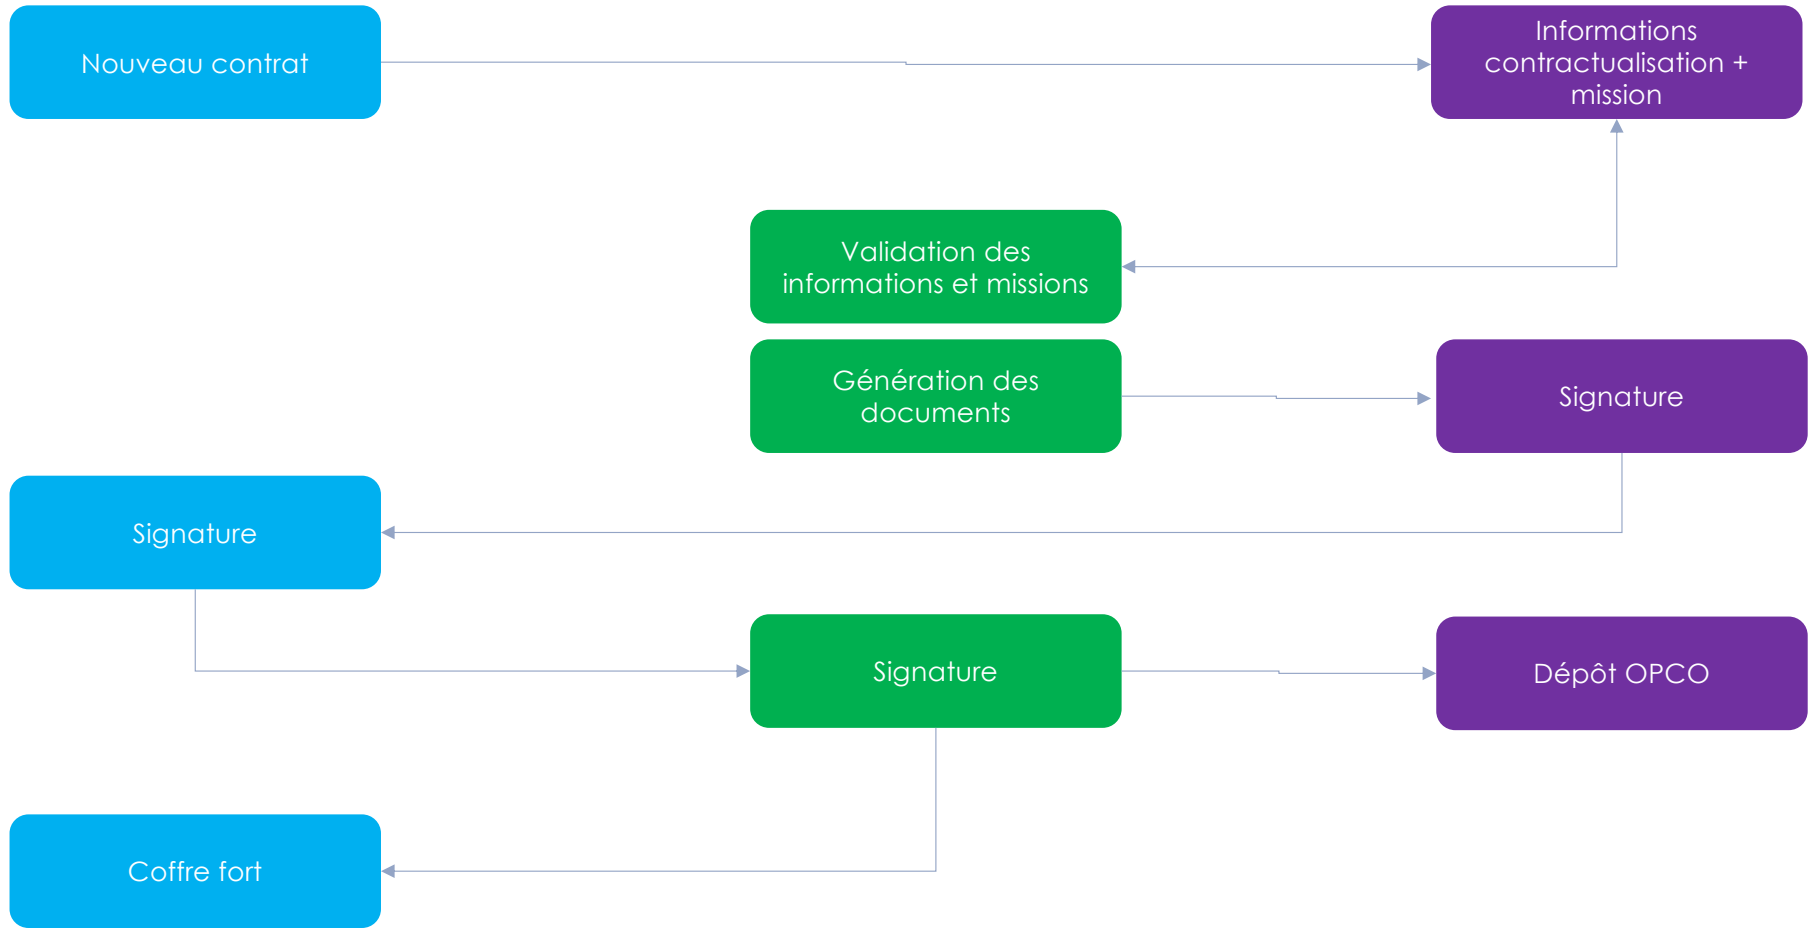 Nouveau contrat
Informations
contractualisation +
mission
Validation des
informations et missions
Génération des
documents
Signature
Signature
Signature
Dépôt OPCO
Coffre fort